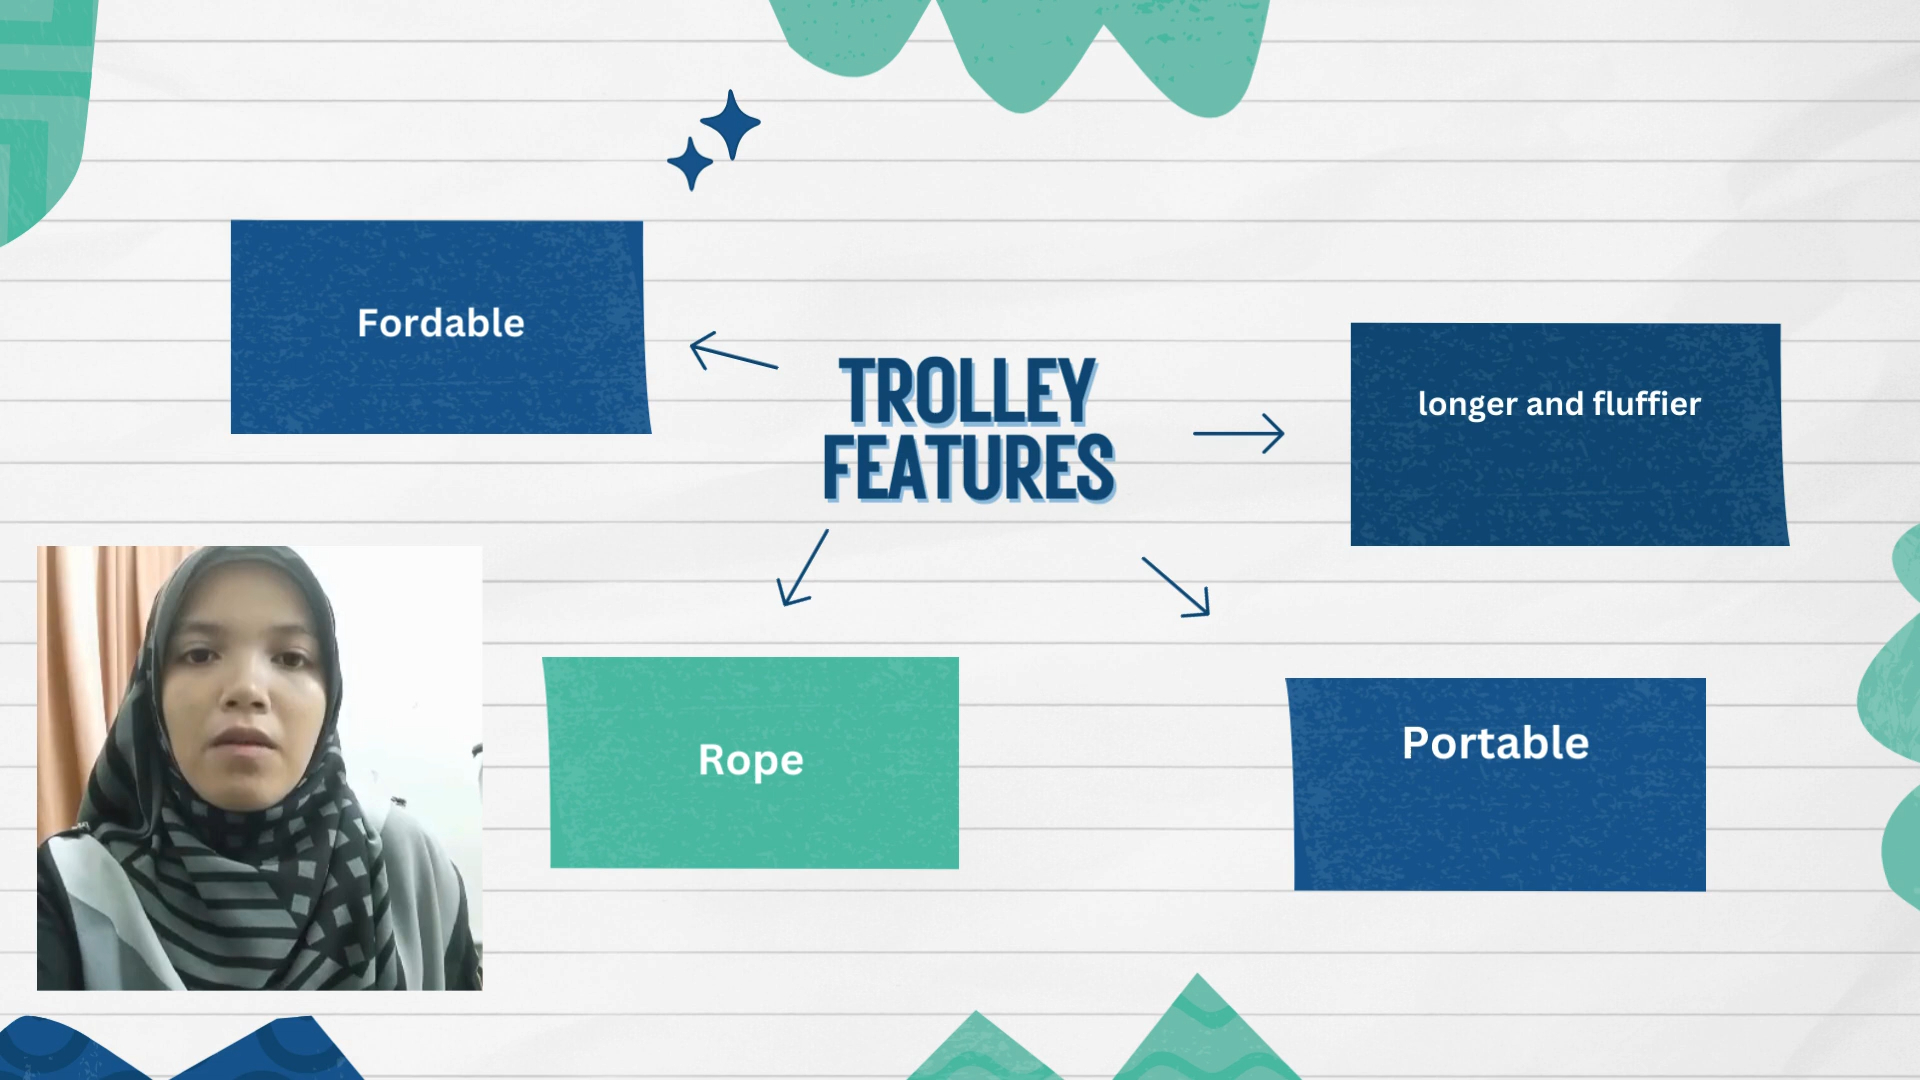 Fordable
TROLLEY
FEATURES
longer and fluffier
Rope
Portable